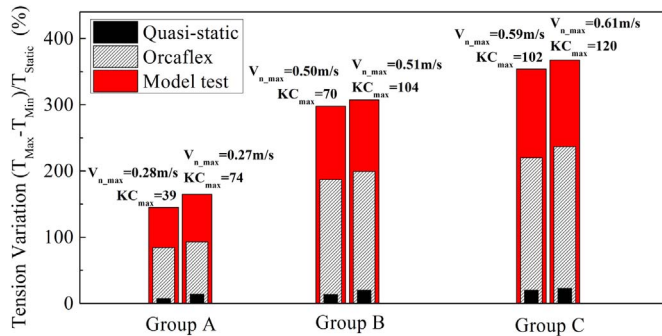 Tension Variation (T_Max-T_Min)/T_Static (%)
400
300
200
100
0
Quasi-static
Orcaflex
Model test
V_n_max=0.28m/s
KC_max=39
V_n_max=0.27m/s
KC_max=74
V_n_max=0.50m/s
KC_max=70
V_n_max=0.51m/s
KC_max=104
V_n_max=0.59m/s
KC_max=102
V_n_max=0.61m/s
KC_max=120
Group A
Group B
Group C